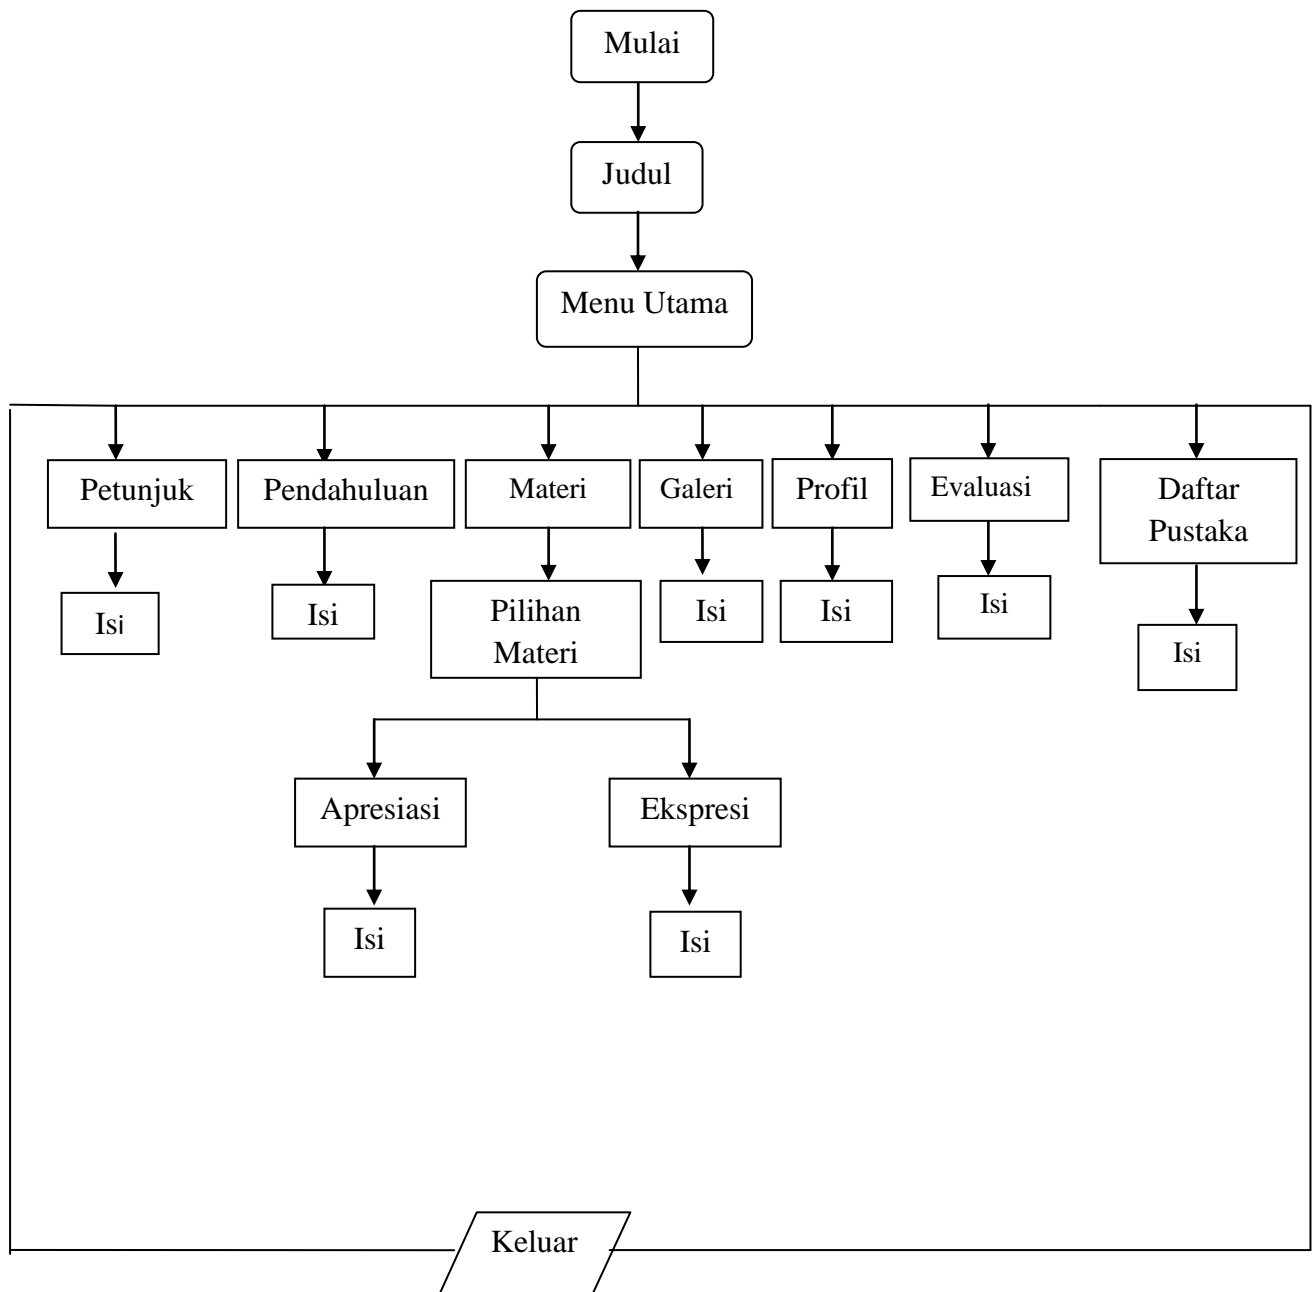 Mulai
Judul
Menu Utama
Petunjuk
Pendahuluan
Materi
Galeri
Profil
Evaluasi
Daftar
Pustaka
Isi
Isi
Pilihan
Materi
Isi
Isi
Isi
Isi
Apresiasi
Ekspresi
Isi
Isi
Keluar